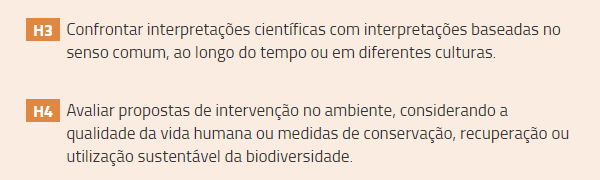 H3 Confrontar interpretações científicas com interpretações baseadas no
senso comum, ao longo do tempo ou em diferentes culturas.
H4 Avaliar propostas de intervenção no ambiente, considerando a
qualidade da vida humana ou medidas de conservação, recuperação ou
utilização sustentável da biodiversidade.